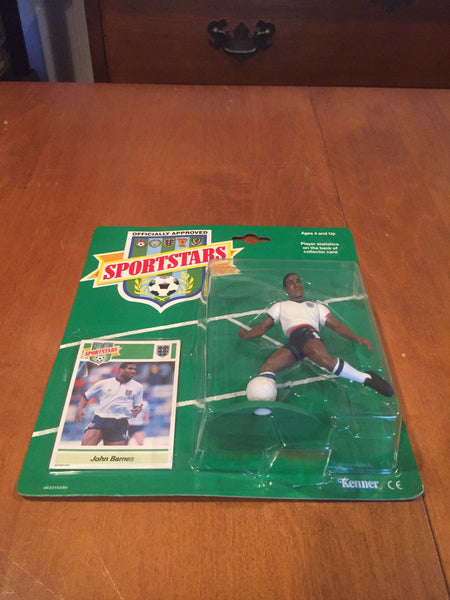 OFFICIALLY APPROVED
SPORTSTARS
Ages 4 and Up
Player statistics
on the back of
collector card.
SPORTSTARS
John Barnes
Kenner CE